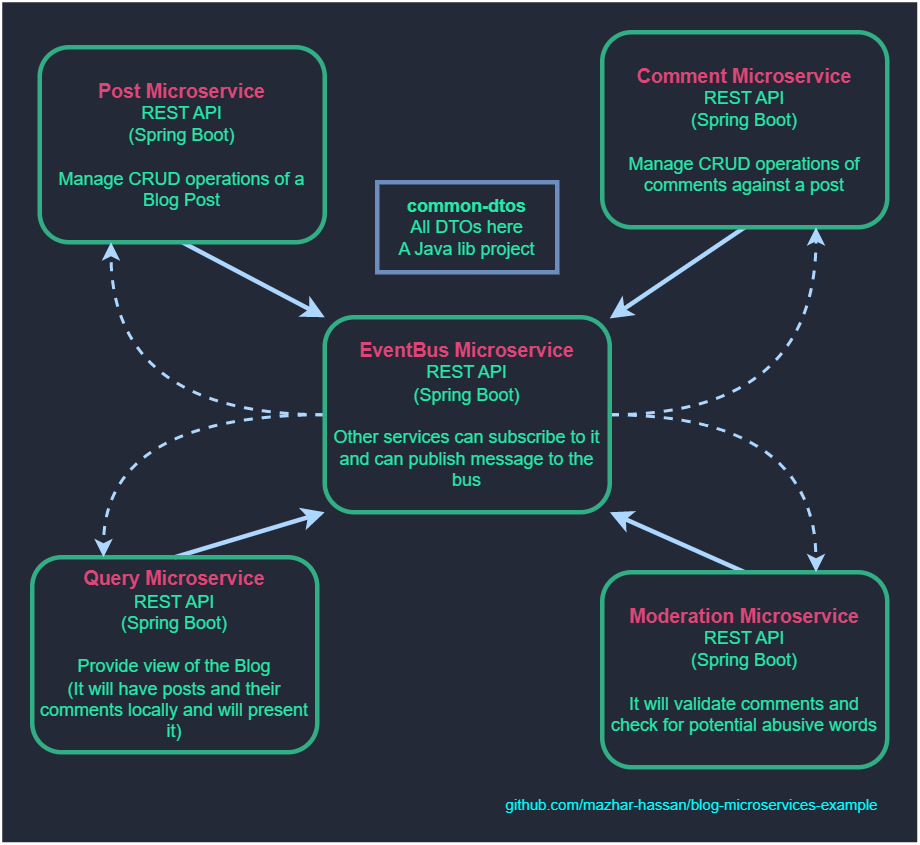 Post Microservice
REST API
(Spring Boot)
Manage CRUD operations of a
Blog Post
Comment Microservice
REST API
(Spring Boot)
Manage CRUD operations of
comments against a post
common-dtos
All DTOs here
A Java lib project
EventBus Microservice
REST API
(Spring Boot)
Other services can subscribe to it
and can publish message to the
bus
Query Microservice
REST API
(Spring Boot)
Provide view of the Blog
(It will have posts and their
comments locally and will present
it)
Moderation Microservice
REST API
(Spring Boot)
It will validate comments and
check for potential abusive words
github.com/mazhar-hassan/blog-microservices-example